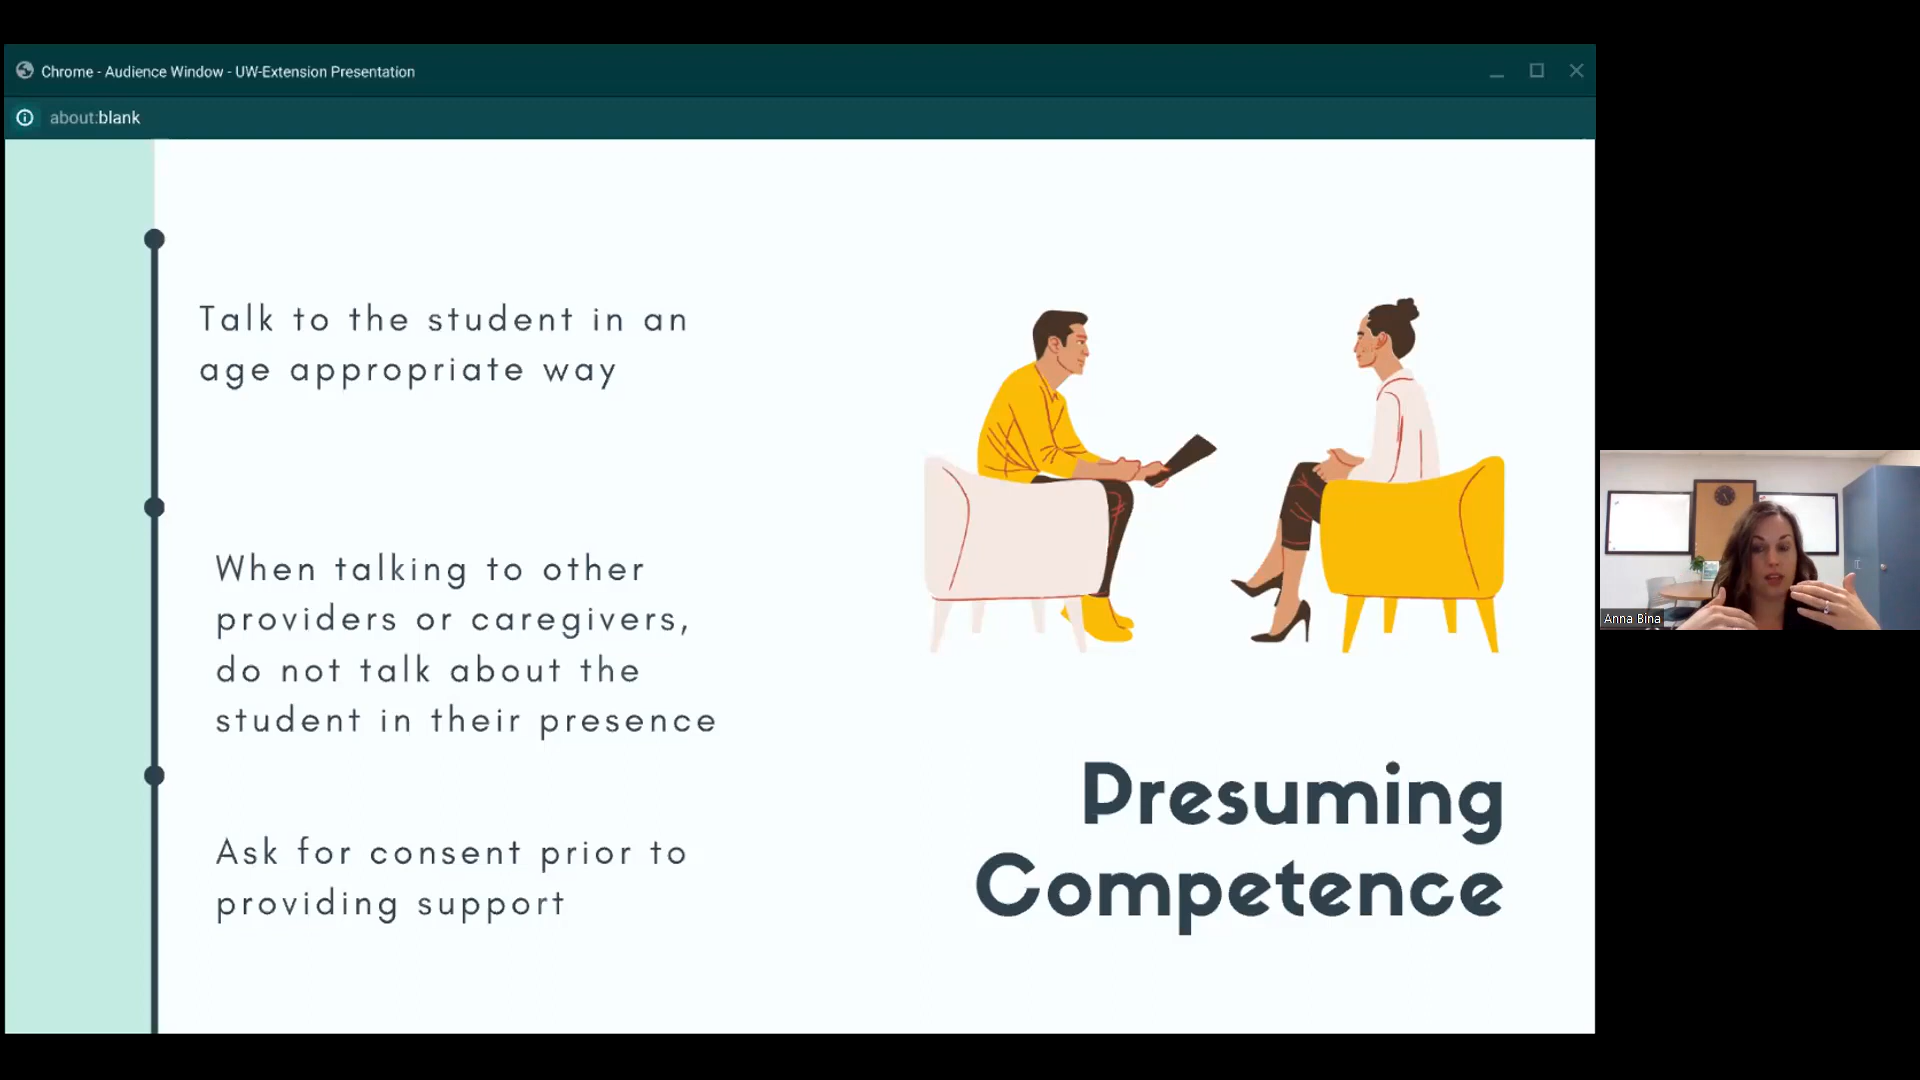 Chrome - Audience Window - UW-Extension Presentation
about:blank
Talk to the student in an
age appropriate way
When talking to other
providers or caregivers,
do not talk about the
student in their presence
Ask for consent prior to
providing support
Presuming
Competence
Anna Bina